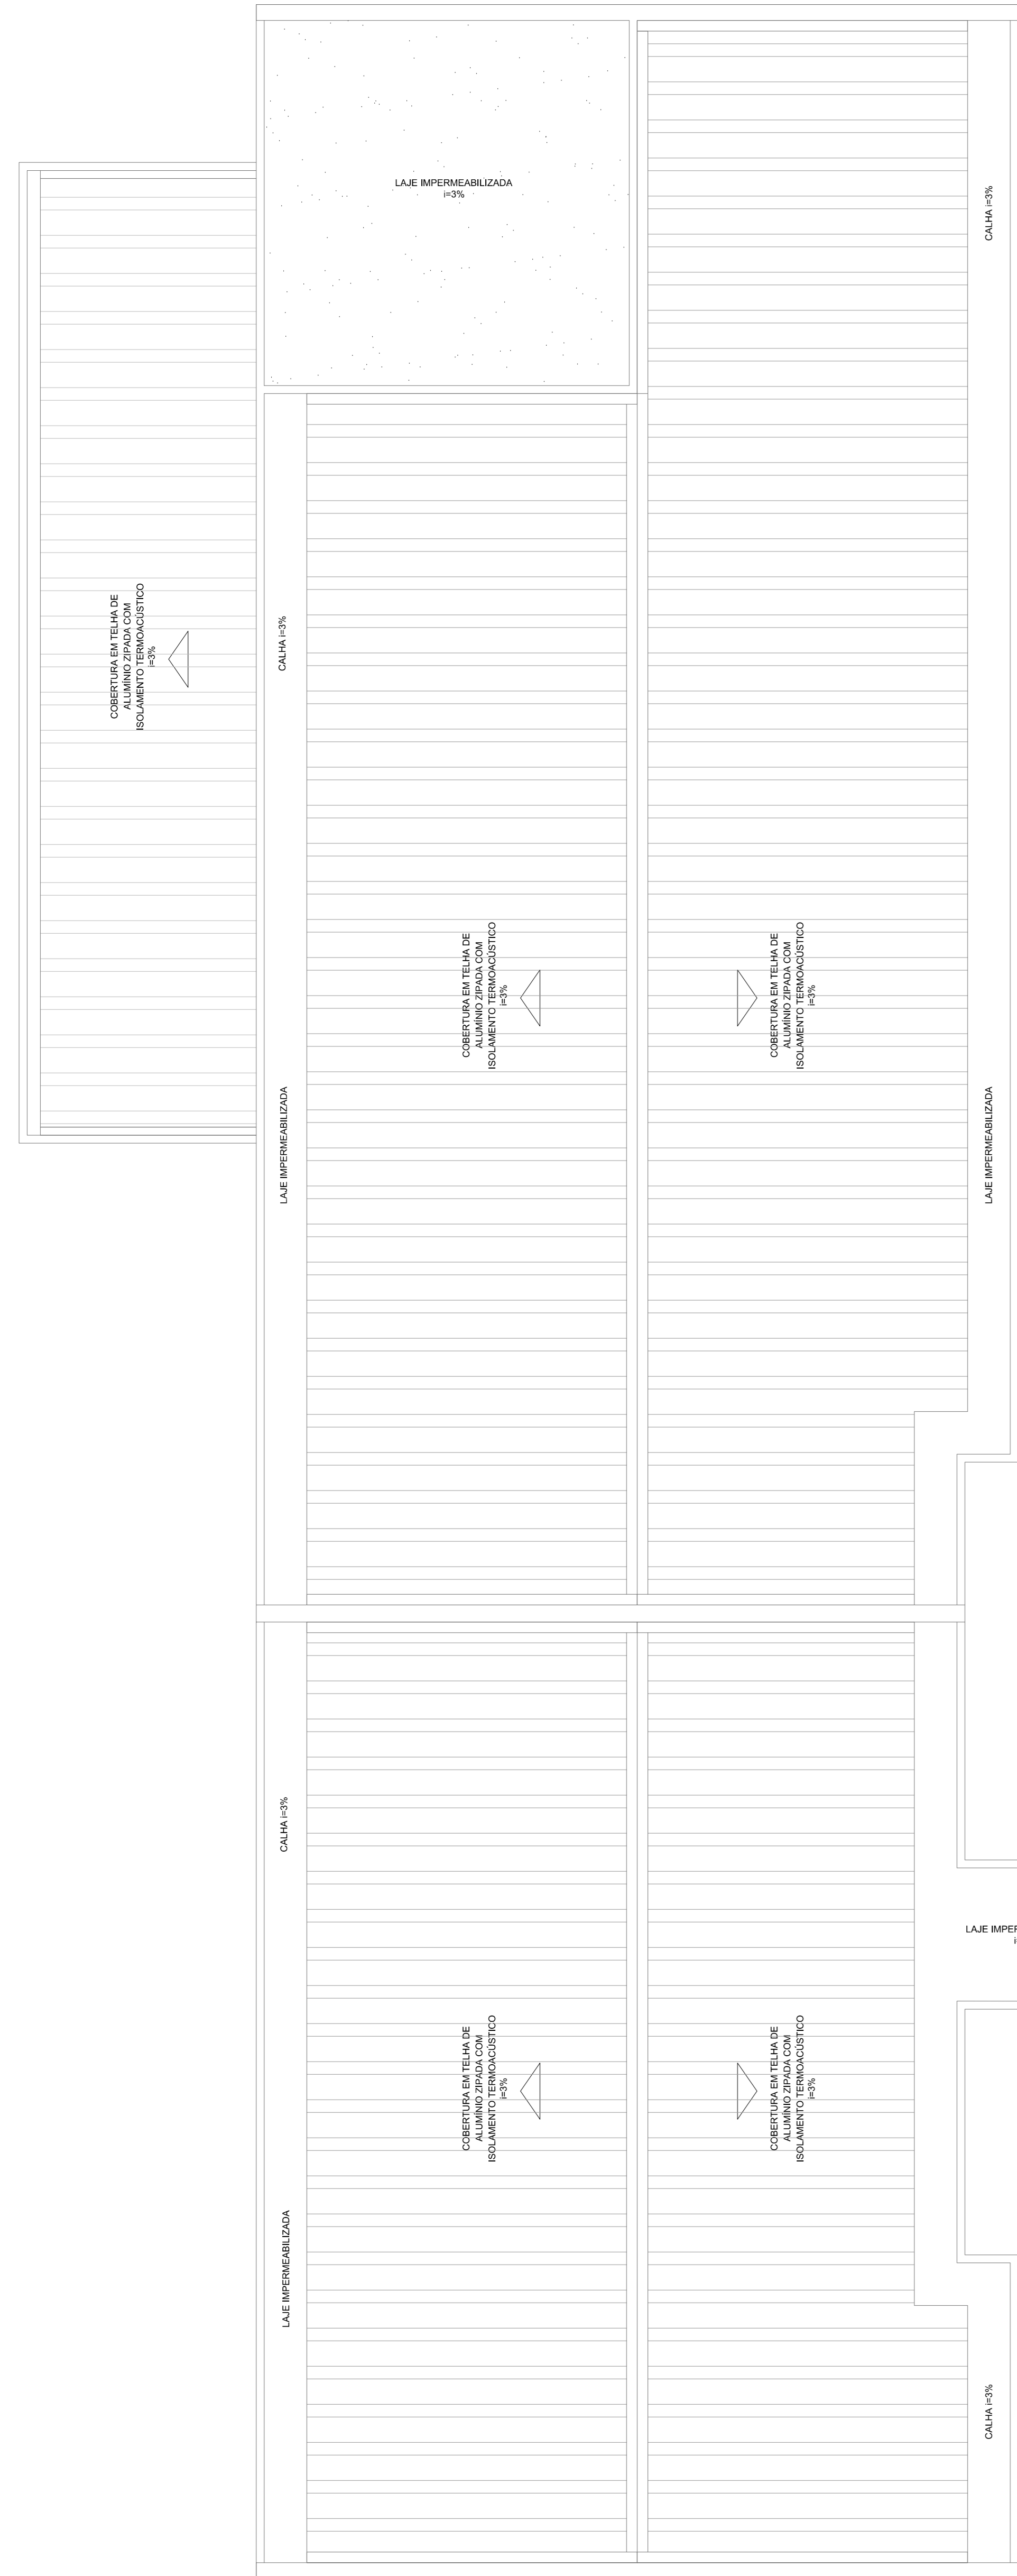 LAJE IMPERMEABILIZADA
i=3%
CALHA i=3%
COBERTURA EM TELHA DE
ALUMÍNIO ZIPADA COM
ISOLAMENTO TERMOACÚSTICO
i=3%
CALHA i=3%
COBERTURA EM TELHA DE
ALUMÍNIO ZIPADA COM
ISOLAMENTO TERMOACÚSTICO
i=3%
COBERTURA EM TELHA DE
ALUMÍNIO ZIPADA COM
ISOLAMENTO TERMOACÚSTICO
i=3%
LAJE IMPERMEABILIZADA
LAJE IMPERMEABILIZADA
CALHA i=3%
LAJE IMPER
COBERTURA EM TELHA DE
ALUMÍNIO ZIPADA COM
ISOLAMENTO TERMOACÚSTICO
i=3%
COBERTURA EM TELHA DE
ALUMÍNIO ZIPADA COM
ISOLAMENTO TERMOACÚSTICO
i=3%
LAJE IMPERMEABILIZADA
CALHA i=3%